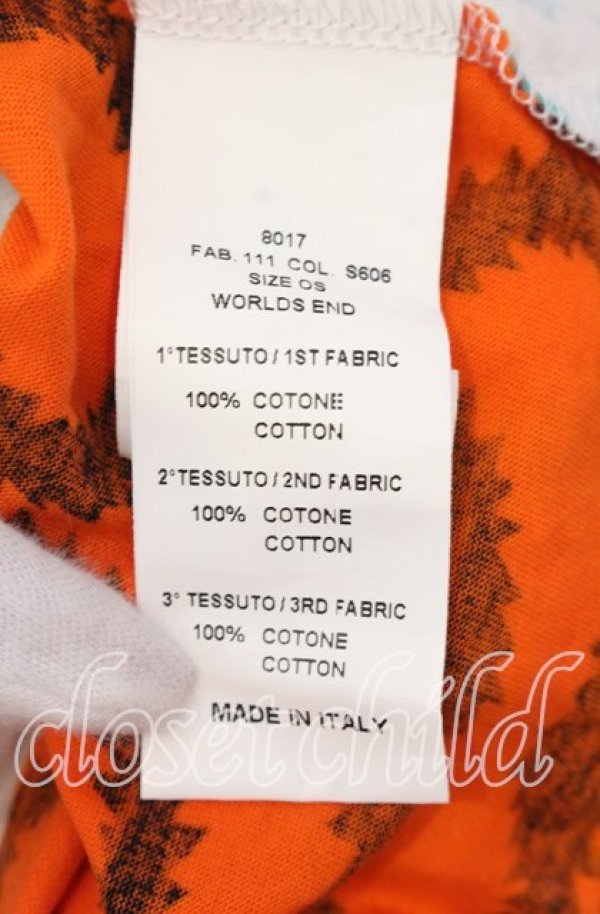 8017
FAB. 111 COL. S606
SIZE OS
WORLDS END
1° TESSUTO / 1ST FABRIC
100% COTONE
COTTON
2° TESSUTO / 2ND FABRIC
100% COTONE
COTTON
3° TESSUTO / 3RD FABRIC
100% COTONE
COTTON
MADE IN ITALY
closet child